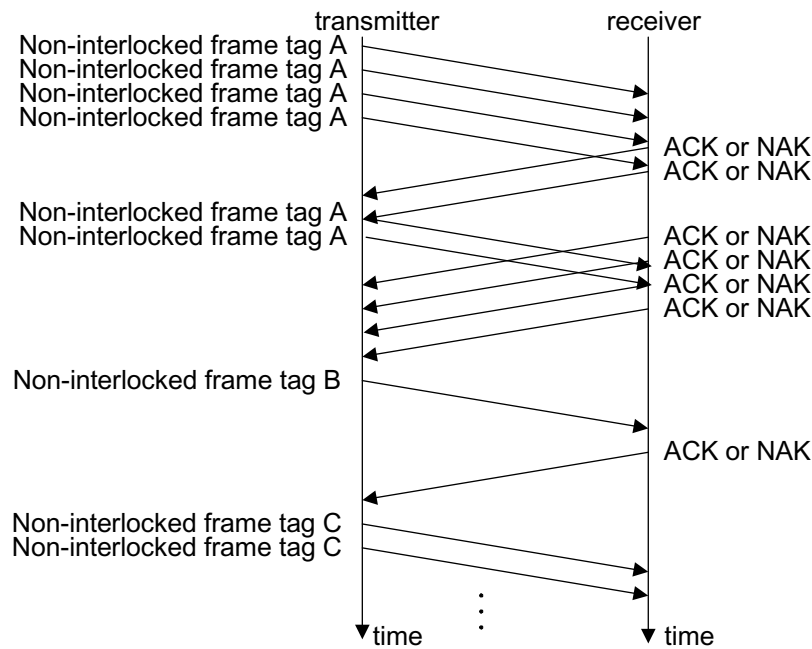 transmitter
receiver
Non-interlocked frame tag A
Non-interlocked frame tag A
Non-interlocked frame tag A
Non-interlocked frame tag A
ACK or NAK
ACK or NAK
Non-interlocked frame tag A
Non-interlocked frame tag A
ACK or NAK
ACK or NAK
ACK or NAK
ACK or NAK
Non-interlocked frame tag B
ACK or NAK
Non-interlocked frame tag C
Non-interlocked frame tag C
time
time